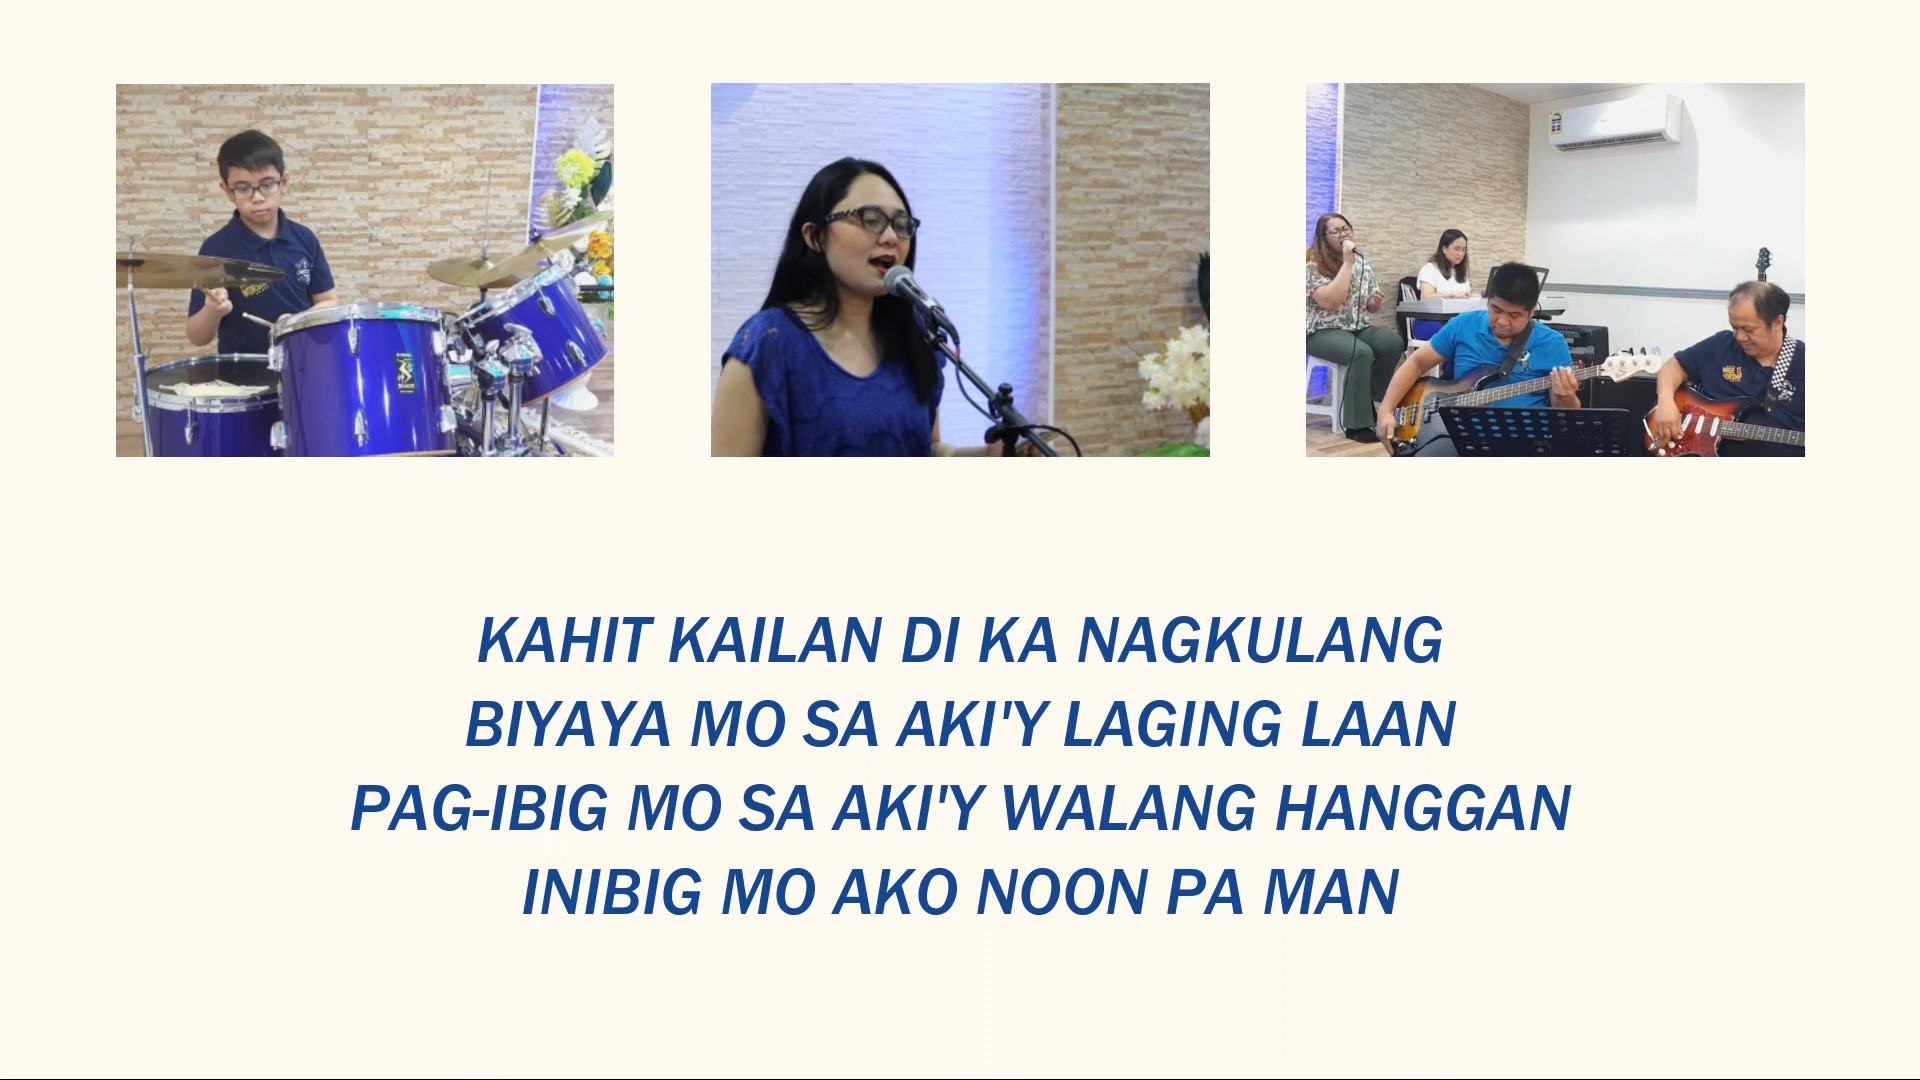 KAHIT KAILAN DI KA NAGKULANG
BIYAYA MO SA AKI'Y LAGING LAAN
PAG-IBIG MO SA AKI'Y WALANG HANGGAN
INIBIG MO AKO NOON PA MAN